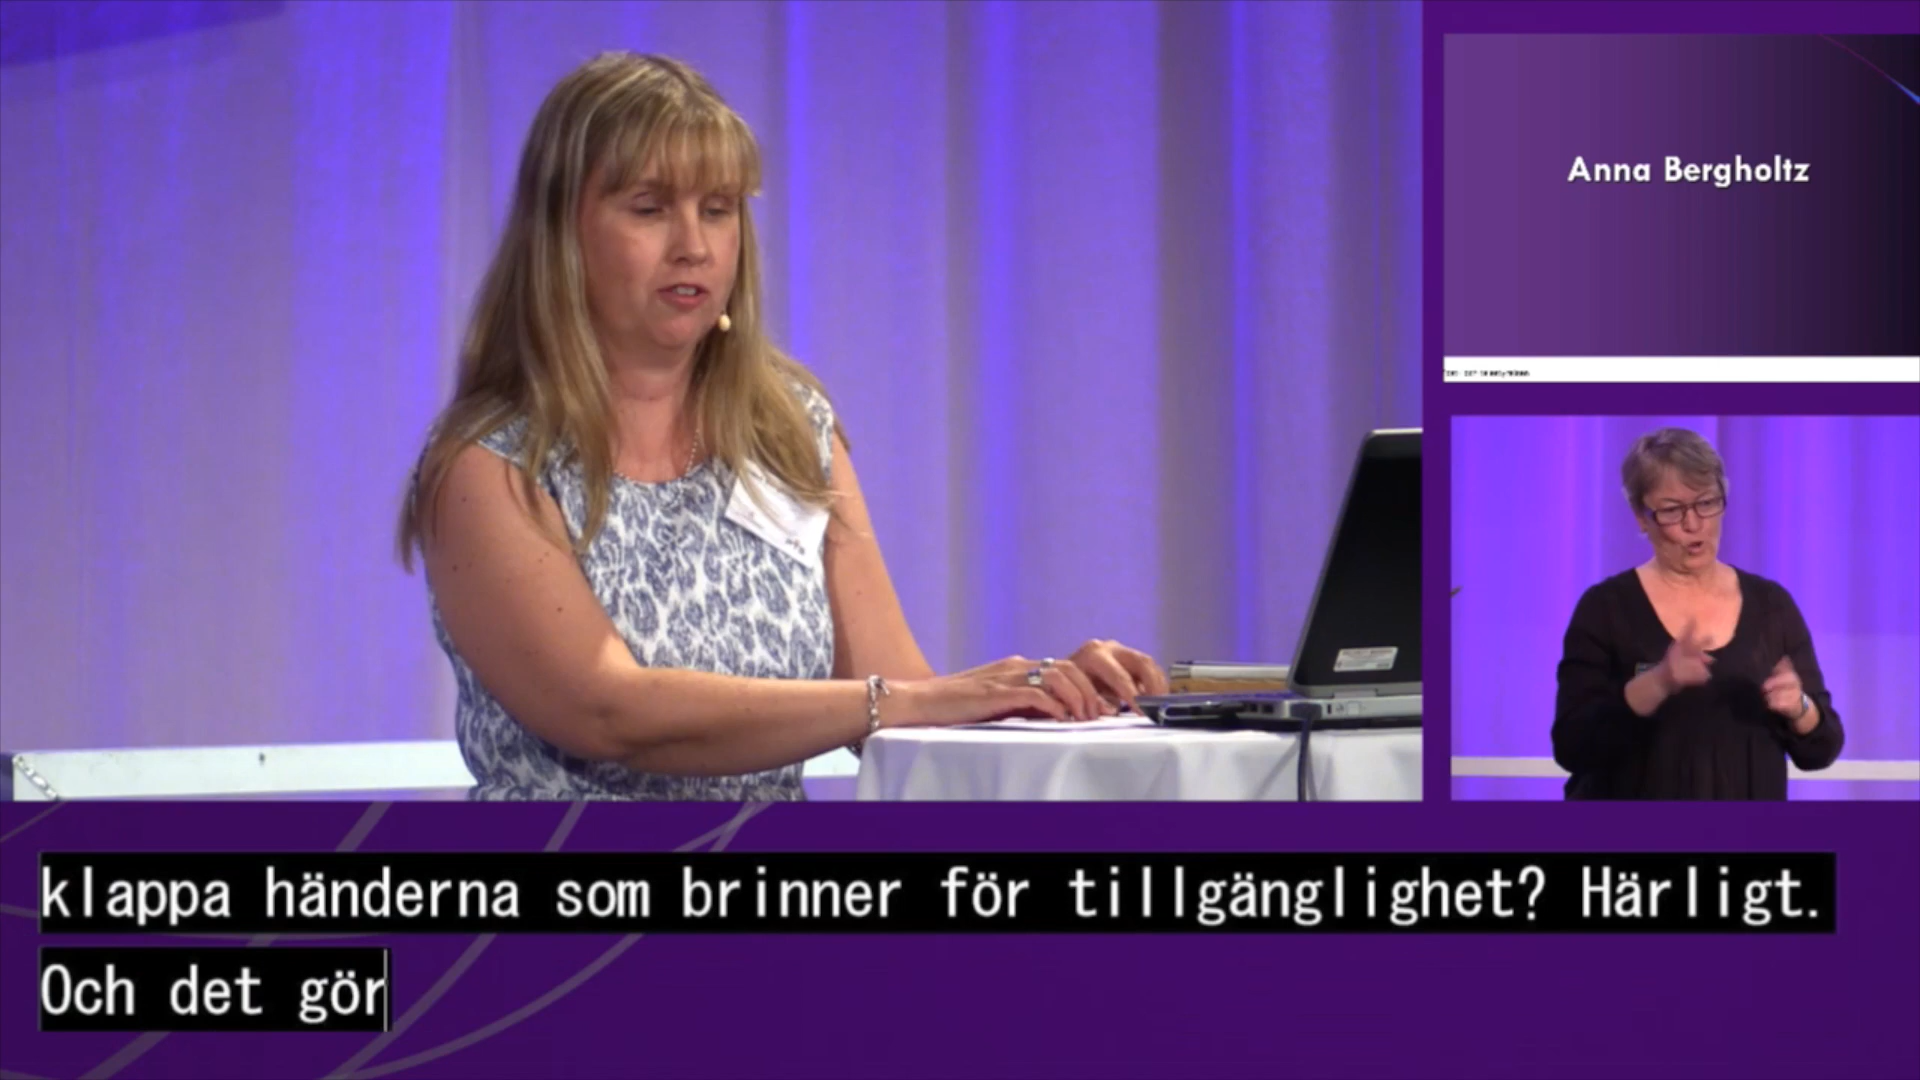 Anna Bergholtz
klappa händerna som brinner för tillgänglighet? Härligt.
Och det gör